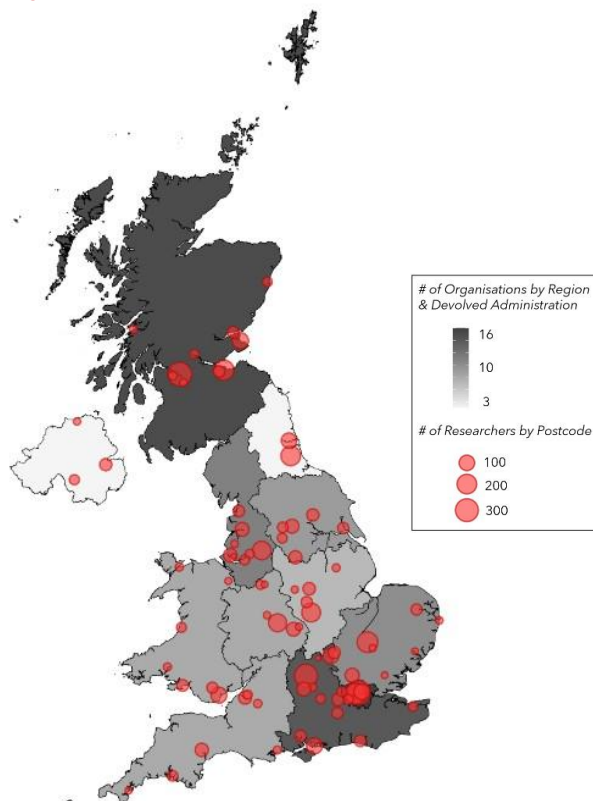 # of Organisations by Region
& Devolved Administration
16
10
3
# of Researchers by Postcode
100
200
300